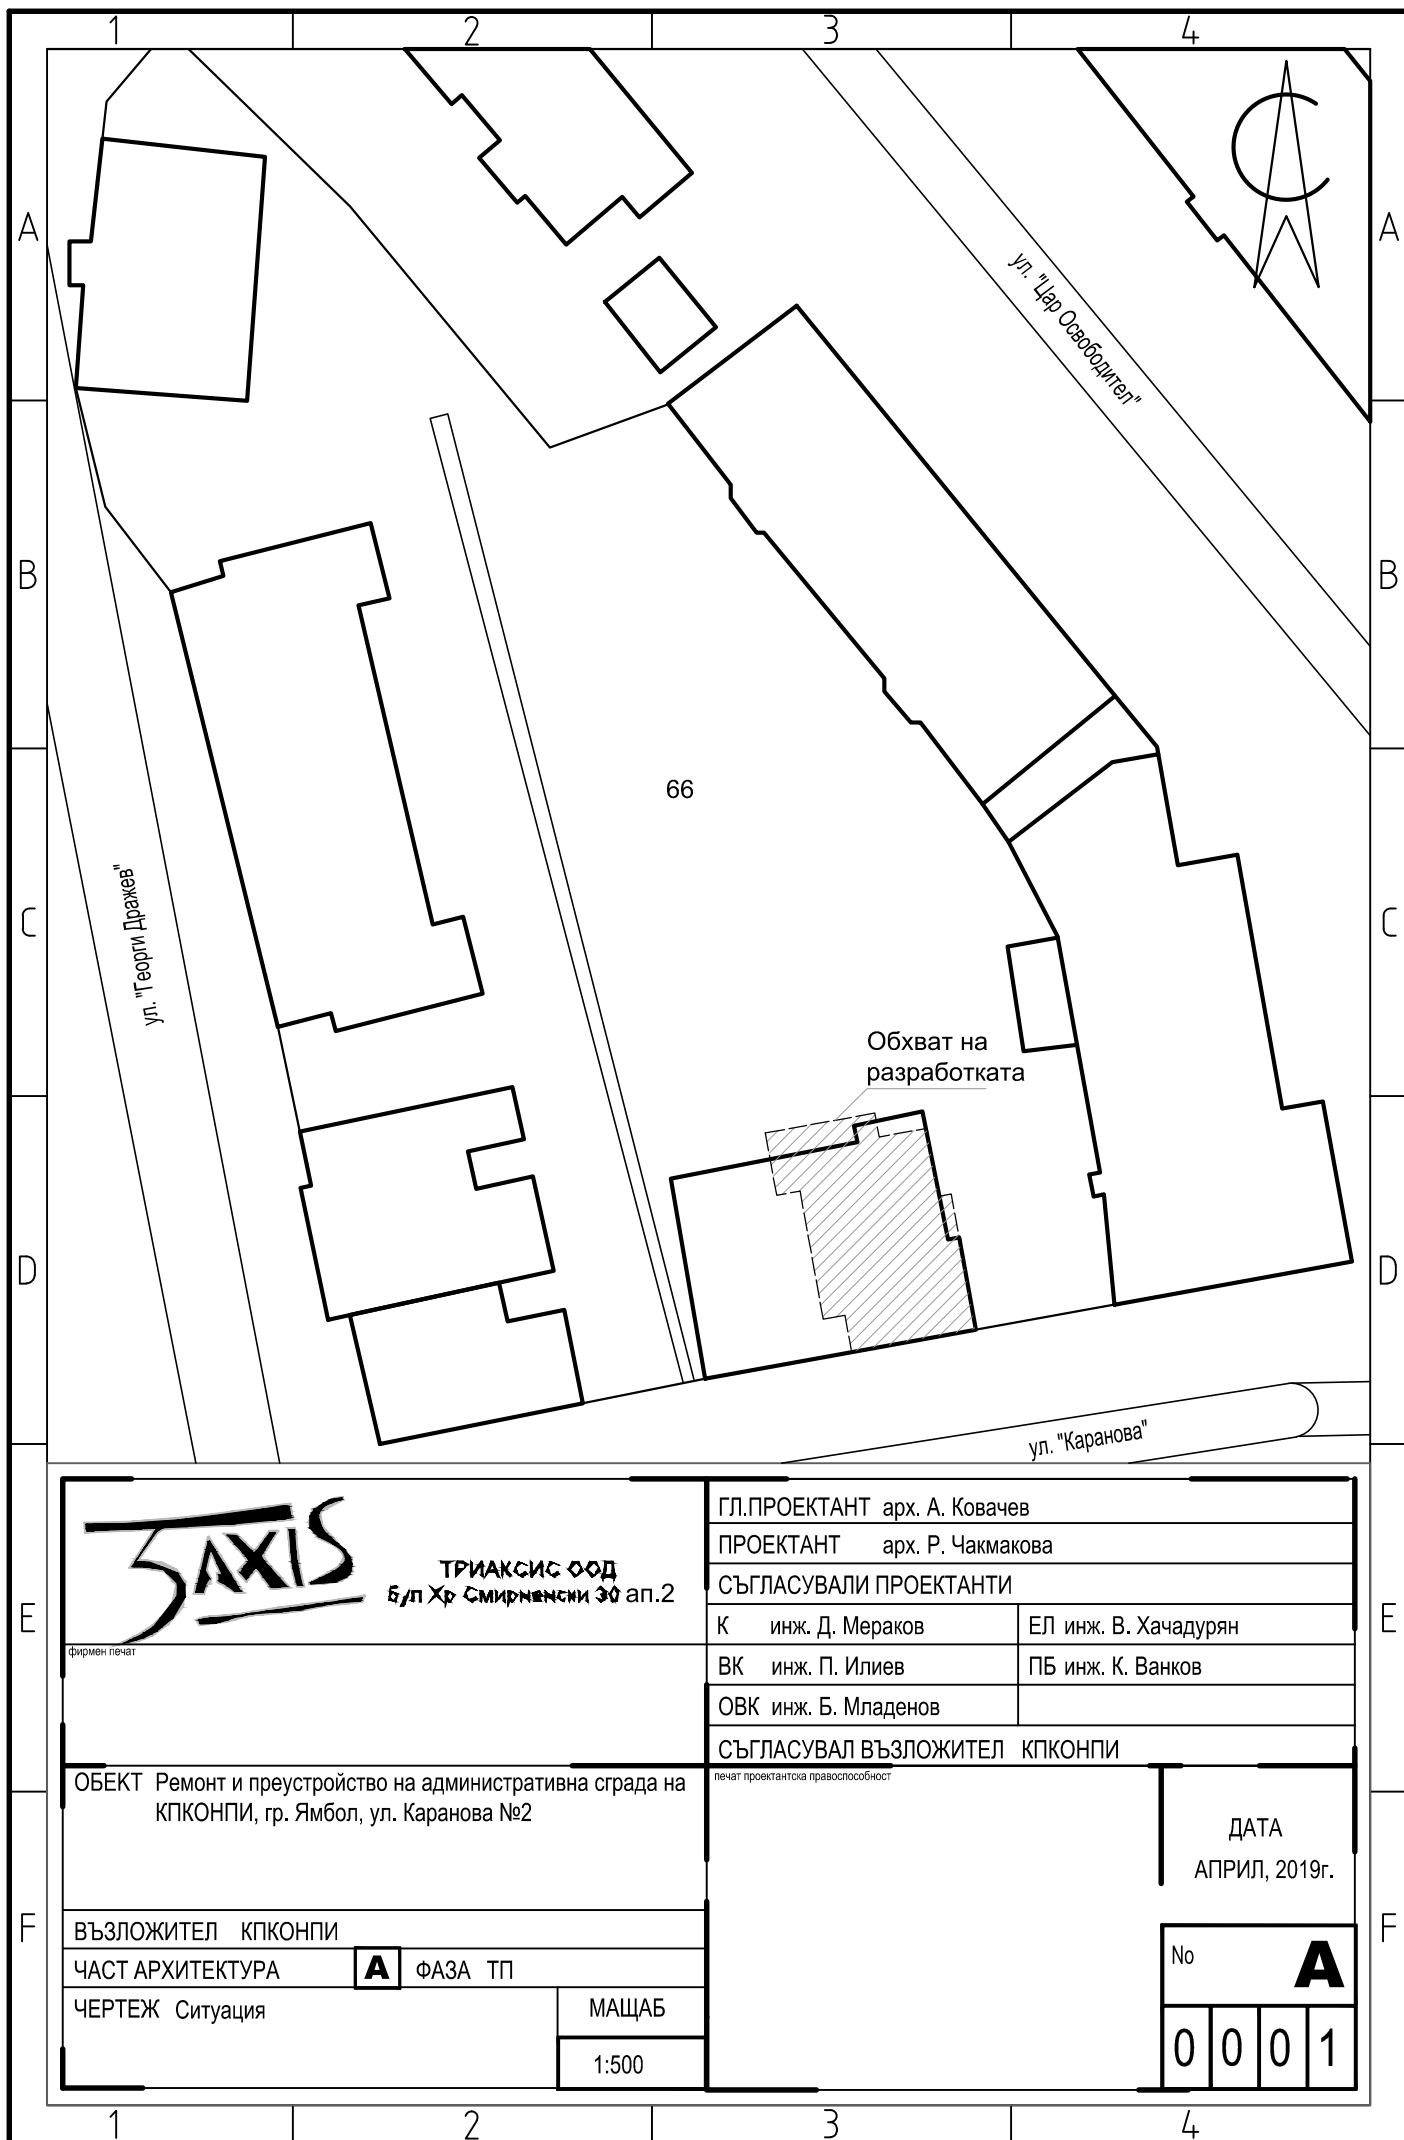 1 2 3 4
A A
ул. "Цар Освободител"
B B
66
C C
ул. "Георги Дражев"
Обхват на
разработката
D D
ул. "Каранова"
3AXIS
ТРИАКСИС ООД
б/п Хр Смирненски 30 ап.2
фирмен печат
ГЛ.ПРОЕКТАНТ арх. А. Ковачев
ПРОЕКТАНТ арх. Р. Чакмакова
СЪГЛАСУВАЛИ ПРОЕКТАНТИ
E E
К инж. Д. Мераков ЕЛ инж. В. Хачадурян
ВК инж. П. Илиев ПБ инж. К. Ванков
ОВК инж. Б. Младенов
СЪГЛАСУВАЛ ВЪЗЛОЖИТЕЛ КПКОНПИ
ОБЕКТ Ремонт и преустройство на административна сграда на
КПКОНПИ, гр. Ямбол, ул. Каранова №2
печат проектантска правоспособност
ДАТА
АПРИЛ, 2019г.
F F
ВЪЗЛОЖИТЕЛ КПКОНПИ
ЧАСТ АРХИТЕКТУРА А ФАЗА ТП
ЧЕРТЕЖ Ситуация
МАЩАБ
1:500
No А
0 0 0 1
1 2 3 4